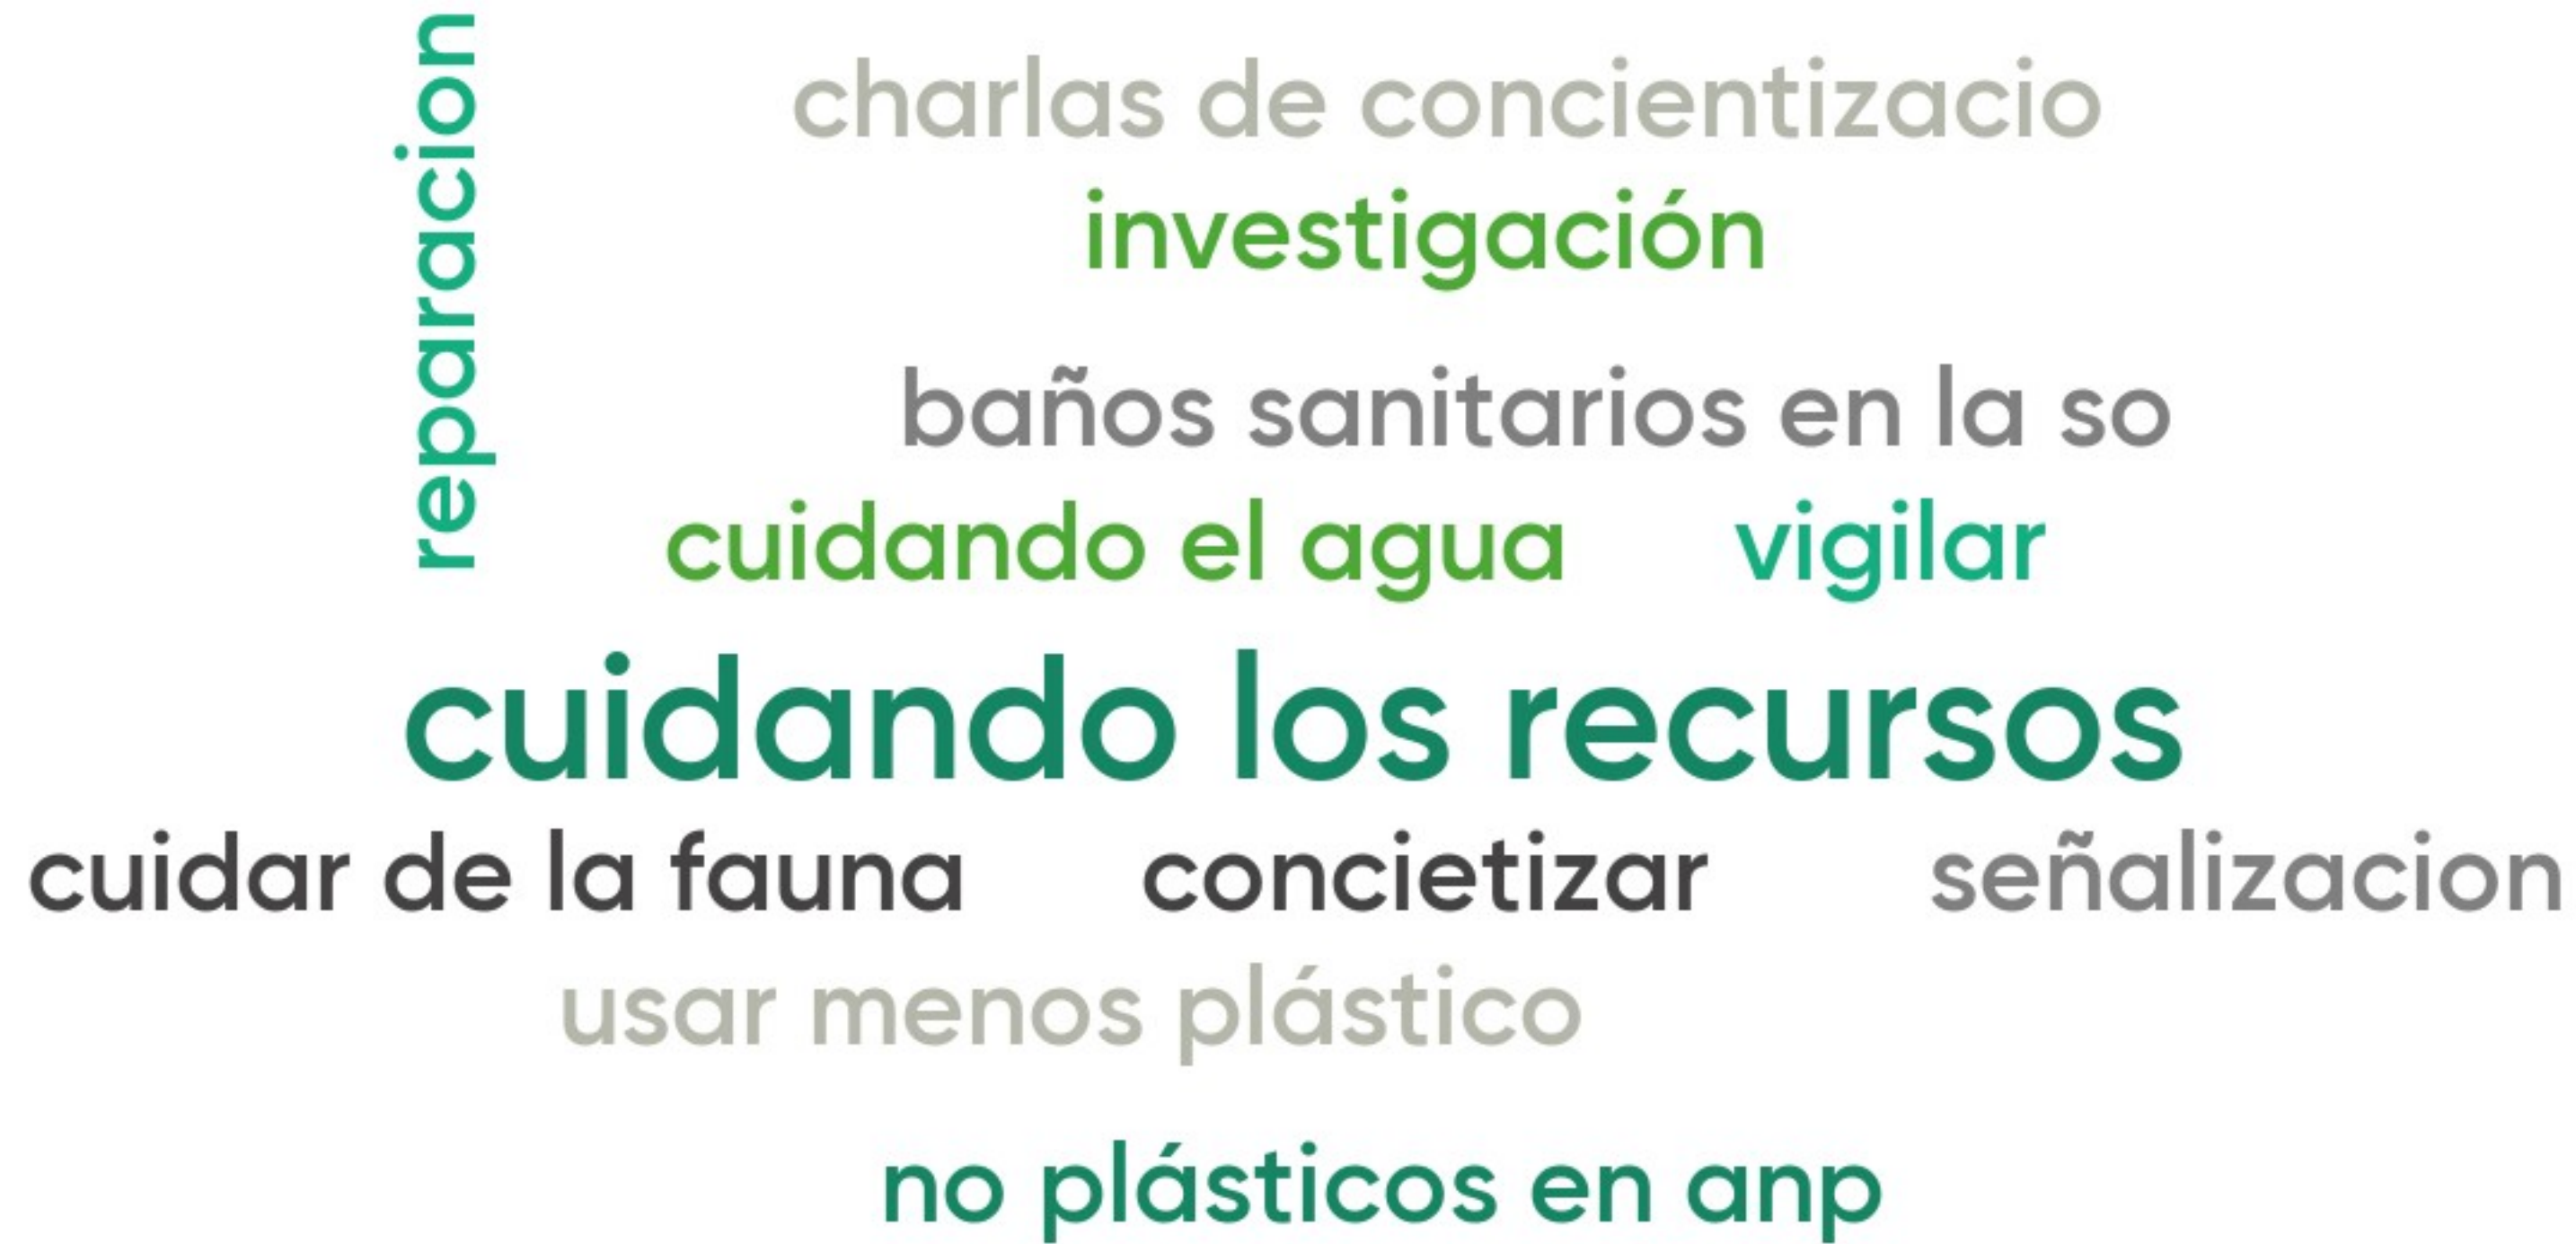 reparacion
charlas de concientizacio
investigación
baños sanitarios en la so
cuidando el agua
vigilar
cuidando los recursos
cuidar de la fauna
concietizar
señalizacion
usar menos plástico
no plásticos en anp